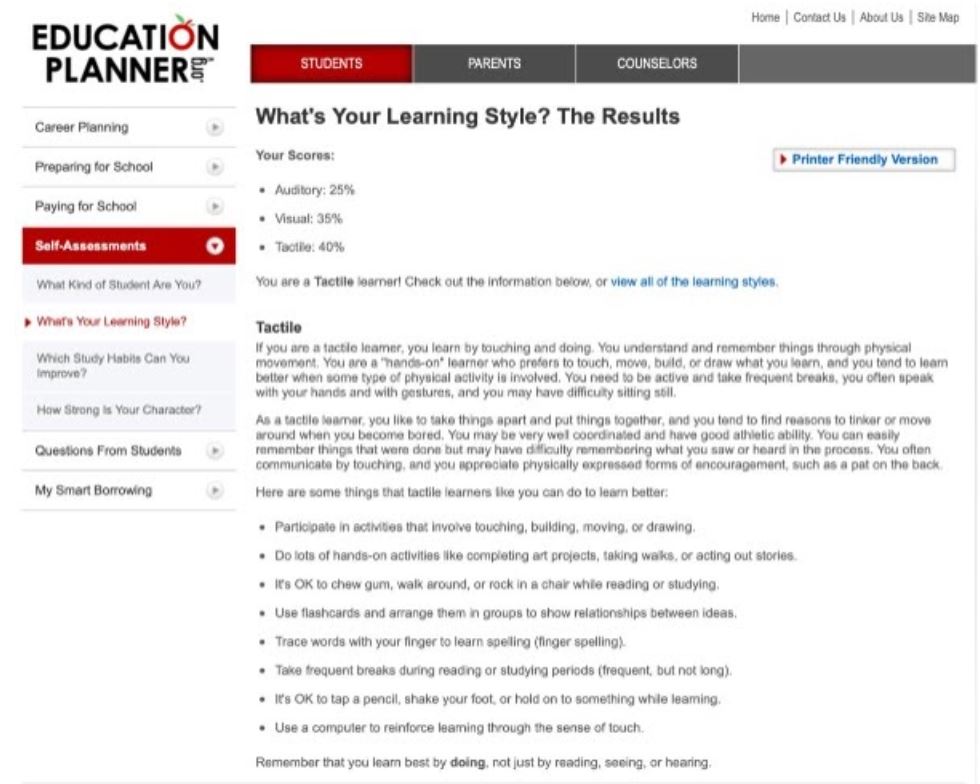 Home | Contact Us | About Us | Site Map
EDUCATION
PLANNER.org™
STUDENTS
PARENTS
COUNSELORS
Career Planning
Preparing for School
Paying for School
Self-Assessments
What Kind of Student Are You?
What's Your Learning Style?
Which Study Habits Can You
Improve?
How Strong Is Your Character?
Questions From Students
My Smart Borrowing
What's Your Learning Style? The Results
Your Scores:
Printer Friendly Version
• Auditory: 25%
• Visual: 35%
• Tactile: 40%
You are a Tactile learner! Check out the information below, or view all of the learning styles.
Tactile
If you are a tactile learner, you learn by touching and doing. You understand and remember things through physical
movement. You are a "hands-on" learner who prefers to touch, move, build, or draw what you learn, and you tend to learn
better when some type of physical activity is involved. You need to be active and take frequent breaks, you often speak
with your hands and with gestures, and you may have difficulty sitting still.
As a tactile learner, you like to take things apart and put things together, and you tend to find reasons to tinker or move
around when you become bored. You may be very well coordinated and have good athletic ability. You can easily
remember things that were done but may have difficulty remembering what you saw or heard in the process. You often
communicate by touching, and you appreciate physically expressed forms of encouragement, such as a pat on the back.
Here are some things that tactile learners like you can do to learn better:
• Participate in activities that involve touching, building, moving, or drawing.
• Do lots of hands-on activities like completing art projects, taking walks, or acting out stories.
• It's OK to chew gum, walk around, or rock in a chair while reading or studying.
• Use flashcards and arrange them in groups to show relationships between ideas.
• Trace words with your finger to learn spelling (finger spelling).
• Take frequent breaks during reading or studying periods (frequent, but not long).
• It's OK to tap a pencil, shake your foot, or hold on to something while learning.
• Use a computer to reinforce learning through the sense of touch.
Remember that you learn best by doing, not just by reading, seeing, or hearing.